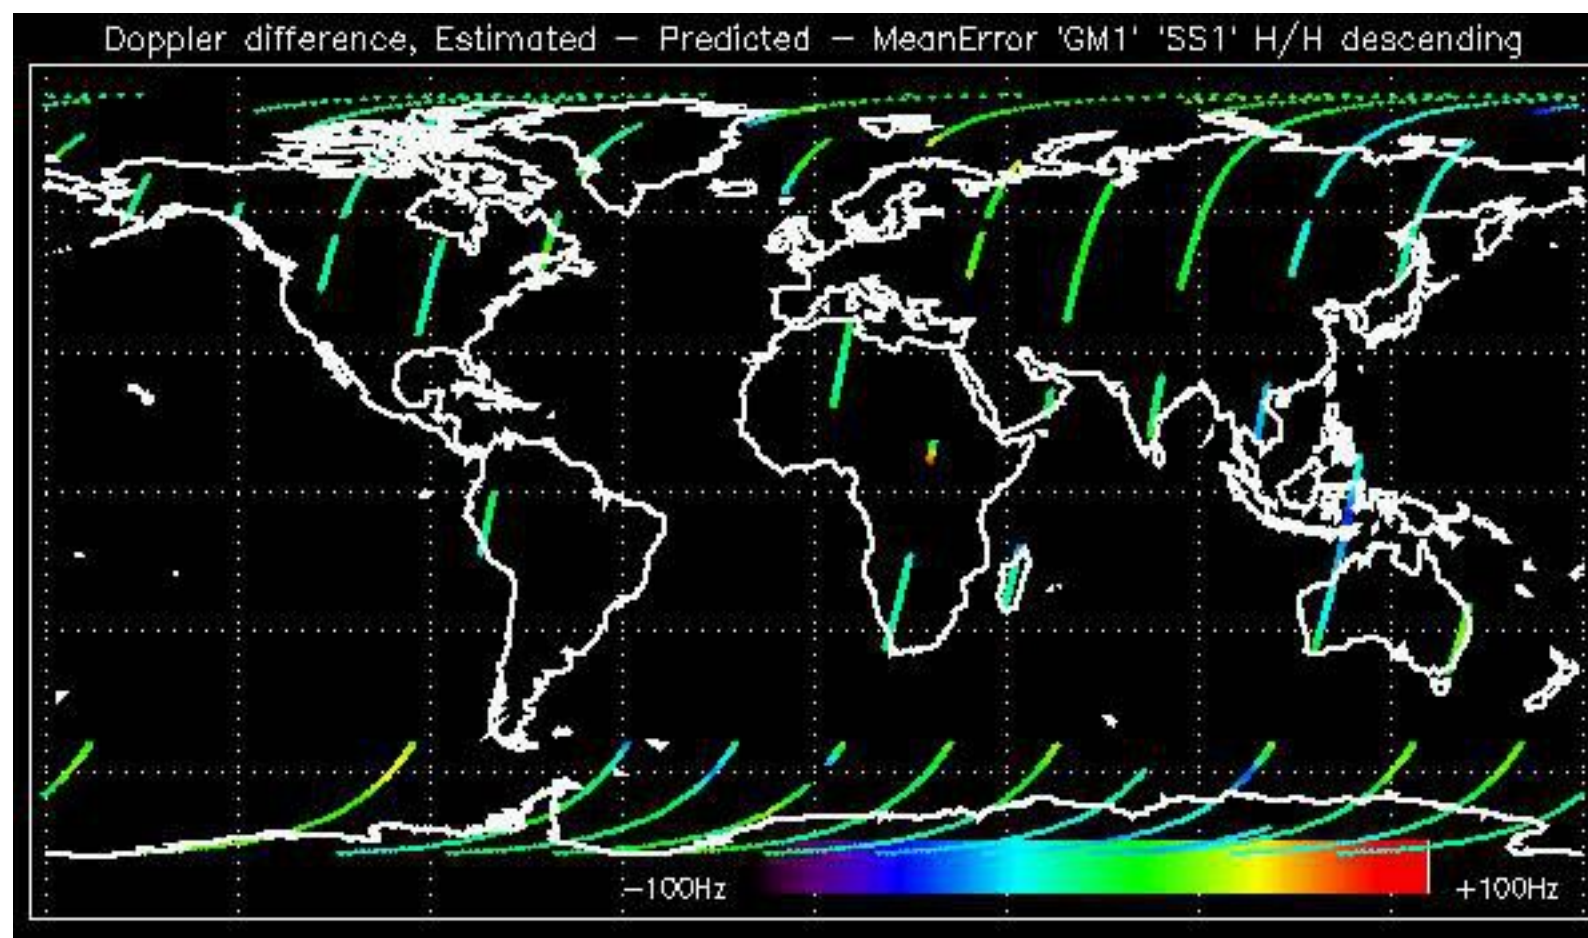 Doppler difference, Estimated - Predicted - MeanError 'GM1' 'SS1' H/H descending
-100Hz +100Hz